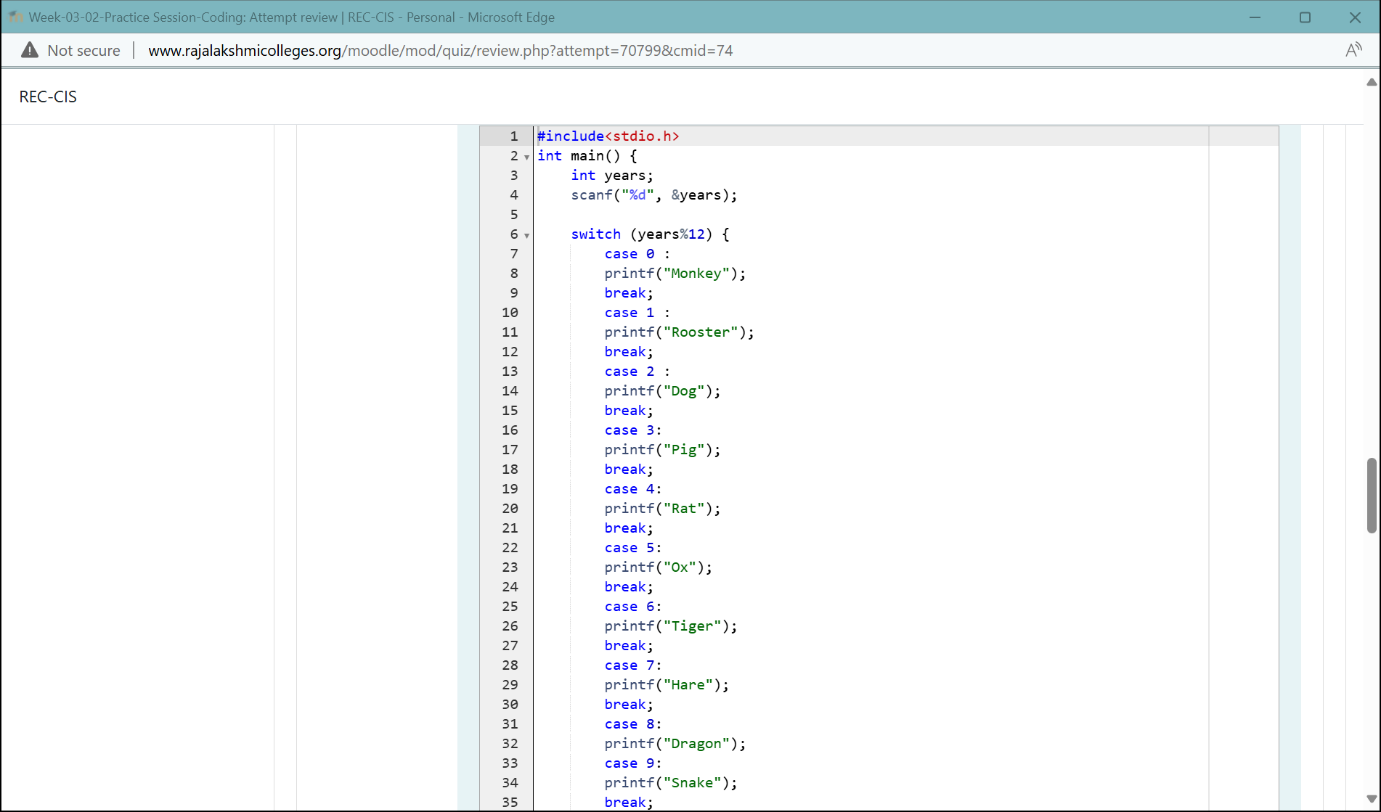 Week-03-02-Practice Session-Coding: Attempt review | REC-CIS - Personal - Microsoft Edge
Not secure | www.rajalakshmicolleges.org/moodle/mod/quiz/review.php?attempt=70799&cmid=74 A
REC-CIS
1 #include<stdio.h>
2 int main() {
3     int years;
4     scanf("%d", &years);
5
6     switch (years%12) {
7         case 0 :
8         printf("Monkey");
9         break;
10         case 1 :
11         printf("Rooster");
12         break;
13         case 2 :
14         printf("Dog");
15         break;
16         case 3:
17         printf("Pig");
18         break;
19         case 4:
20         printf("Rat");
21         break;
22         case 5:
23         printf("Ox");
24         break;
25         case 6:
26         printf("Tiger");
27         break;
28         case 7:
29         printf("Hare");
30         break;
31         case 8:
32         printf("Dragon");
33         case 9:
34         printf("Snake");
35         break;